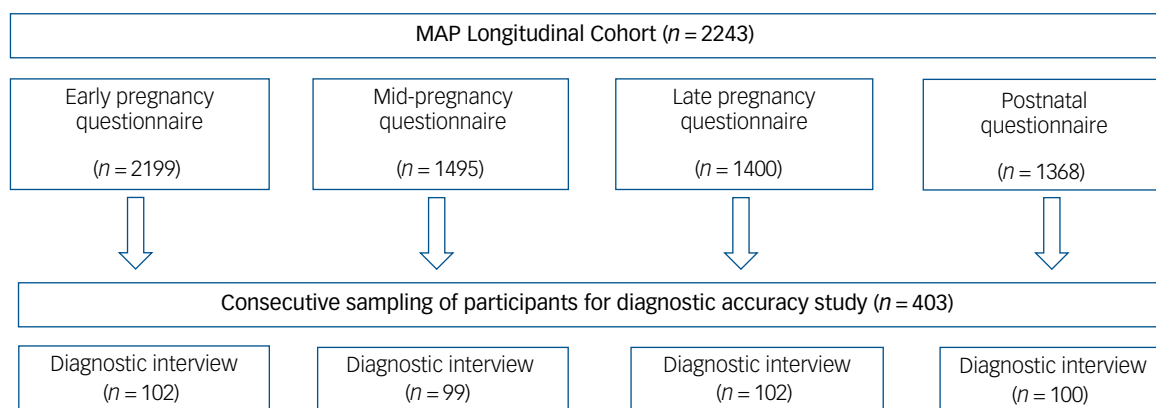 MAP Longitudinal Cohort (n = 2243)
Early pregnancy
questionnaire
(n = 2199)
Mid-pregnancy
questionnaire
(n = 1495)
Late pregnancy
questionnaire
(n = 1400)
Postnatal
questionnaire
(n = 1368)
Consecutive sampling of participants for diagnostic accuracy study (n = 403)
Diagnostic interview
(n = 102)
Diagnostic interview
(n = 99)
Diagnostic interview
(n = 102)
Diagnostic interview
(n = 100)